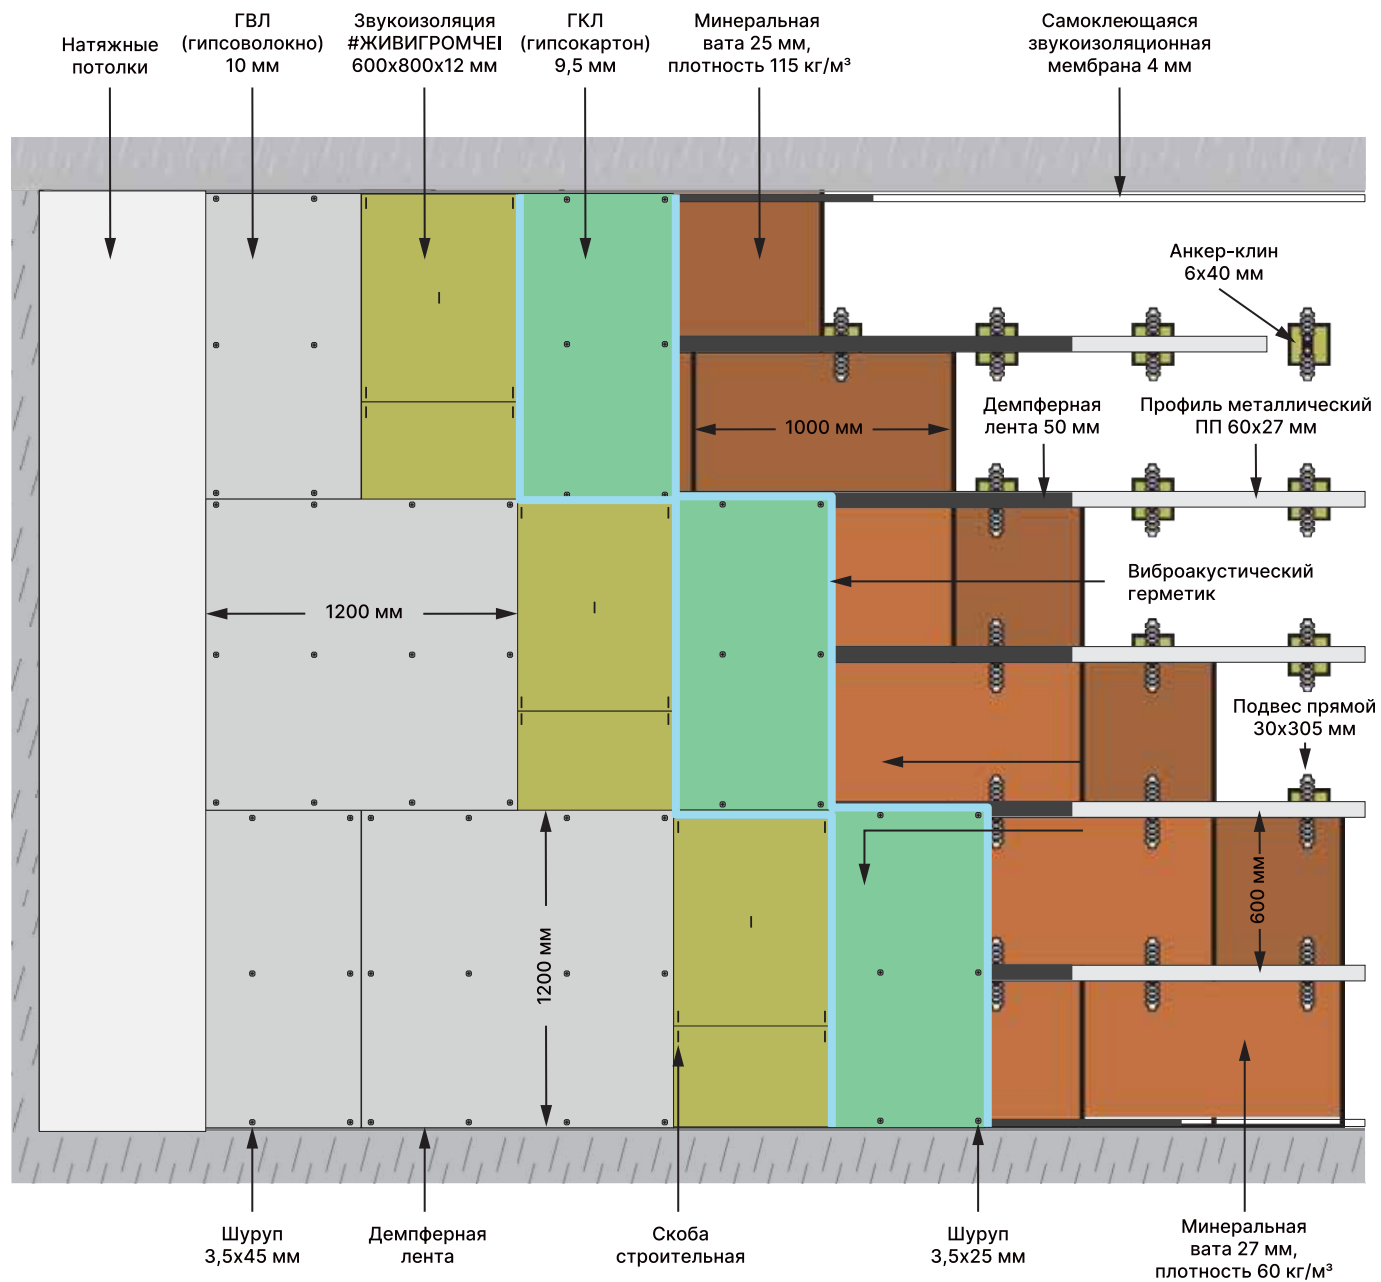 Натяжные
потолки
ГВЛ
(гипсоволокно)
10 мм
Звукоизоляция
#ЖИВИГРОМЧЕ!
600х800х12 мм
ГКЛ
(гипсокартон)
9,5 мм
Минеральная
вата 25 мм,
плотность 115 кг/м³
Самоклеющаяся
звукоизоляционная
мембрана 4 мм
Анкер-клин
6х40 мм
1000 мм
Демпферная
лента 50 мм
Профиль металлический
ПП 60х27 мм
Виброакустический
герметик
1200 мм
Подвес прямой
30х305 мм
600 мм
1200 мм
Шуруп
3,5х45 мм
Демпферная
лента
Скоба
строительная
Шуруп
3,5х25 мм
Минеральная
вата 27 мм,
плотность 60 кг/м³